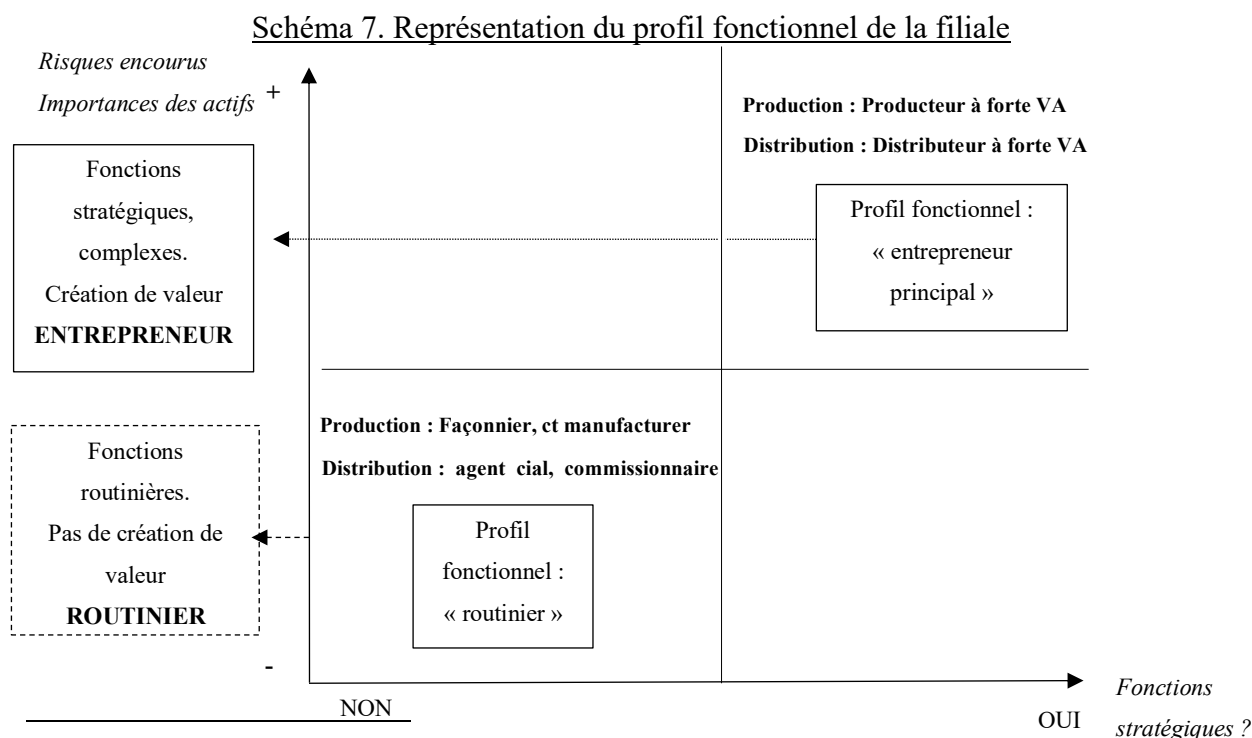 Schéma 7. Représentation du profil fonctionnel de la filiale
Risques encourus
Importances des actifs
+
Production : Producteur à forte VA
Distribution : Distributeur à forte VA
Fonctions
stratégiques,
complexes.
Création de valeur
ENTREPRENEUR
Profil fonctionnel :
« entrepreneur
principal »
Production : Façonnier, ct manufacturer
Distribution : agent cial, commissionnaire
Fonctions
routinières.
Pas de création de
valeur
ROUTINIER
Profil
fonctionnel :
« routinier »
-
NON
OUI
Fonctions
stratégiques ?